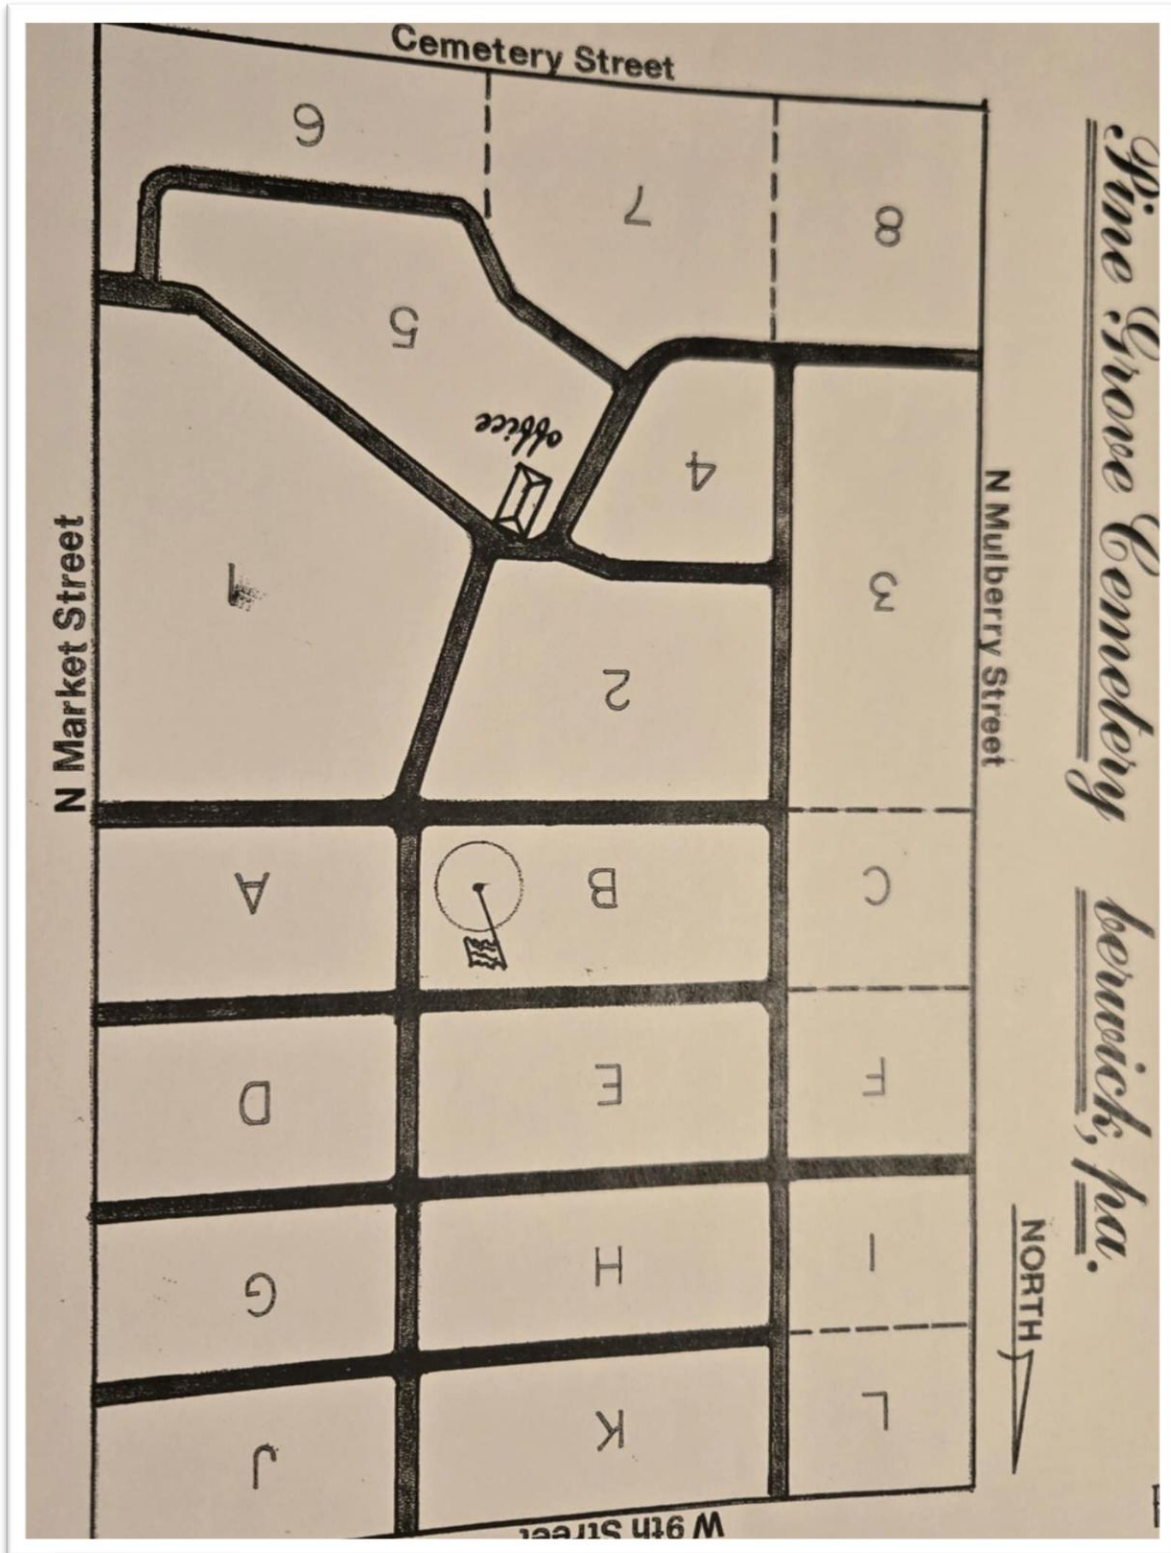 Cemetery Street
6
7
8
5
office
4
N Market Street
1
3
N Mulberry Street
2
A
B
C
D
E
F
G
H
I
J
K
L
W 9th Street
NORTH
Pine Grove Cemetery berwick, pa.